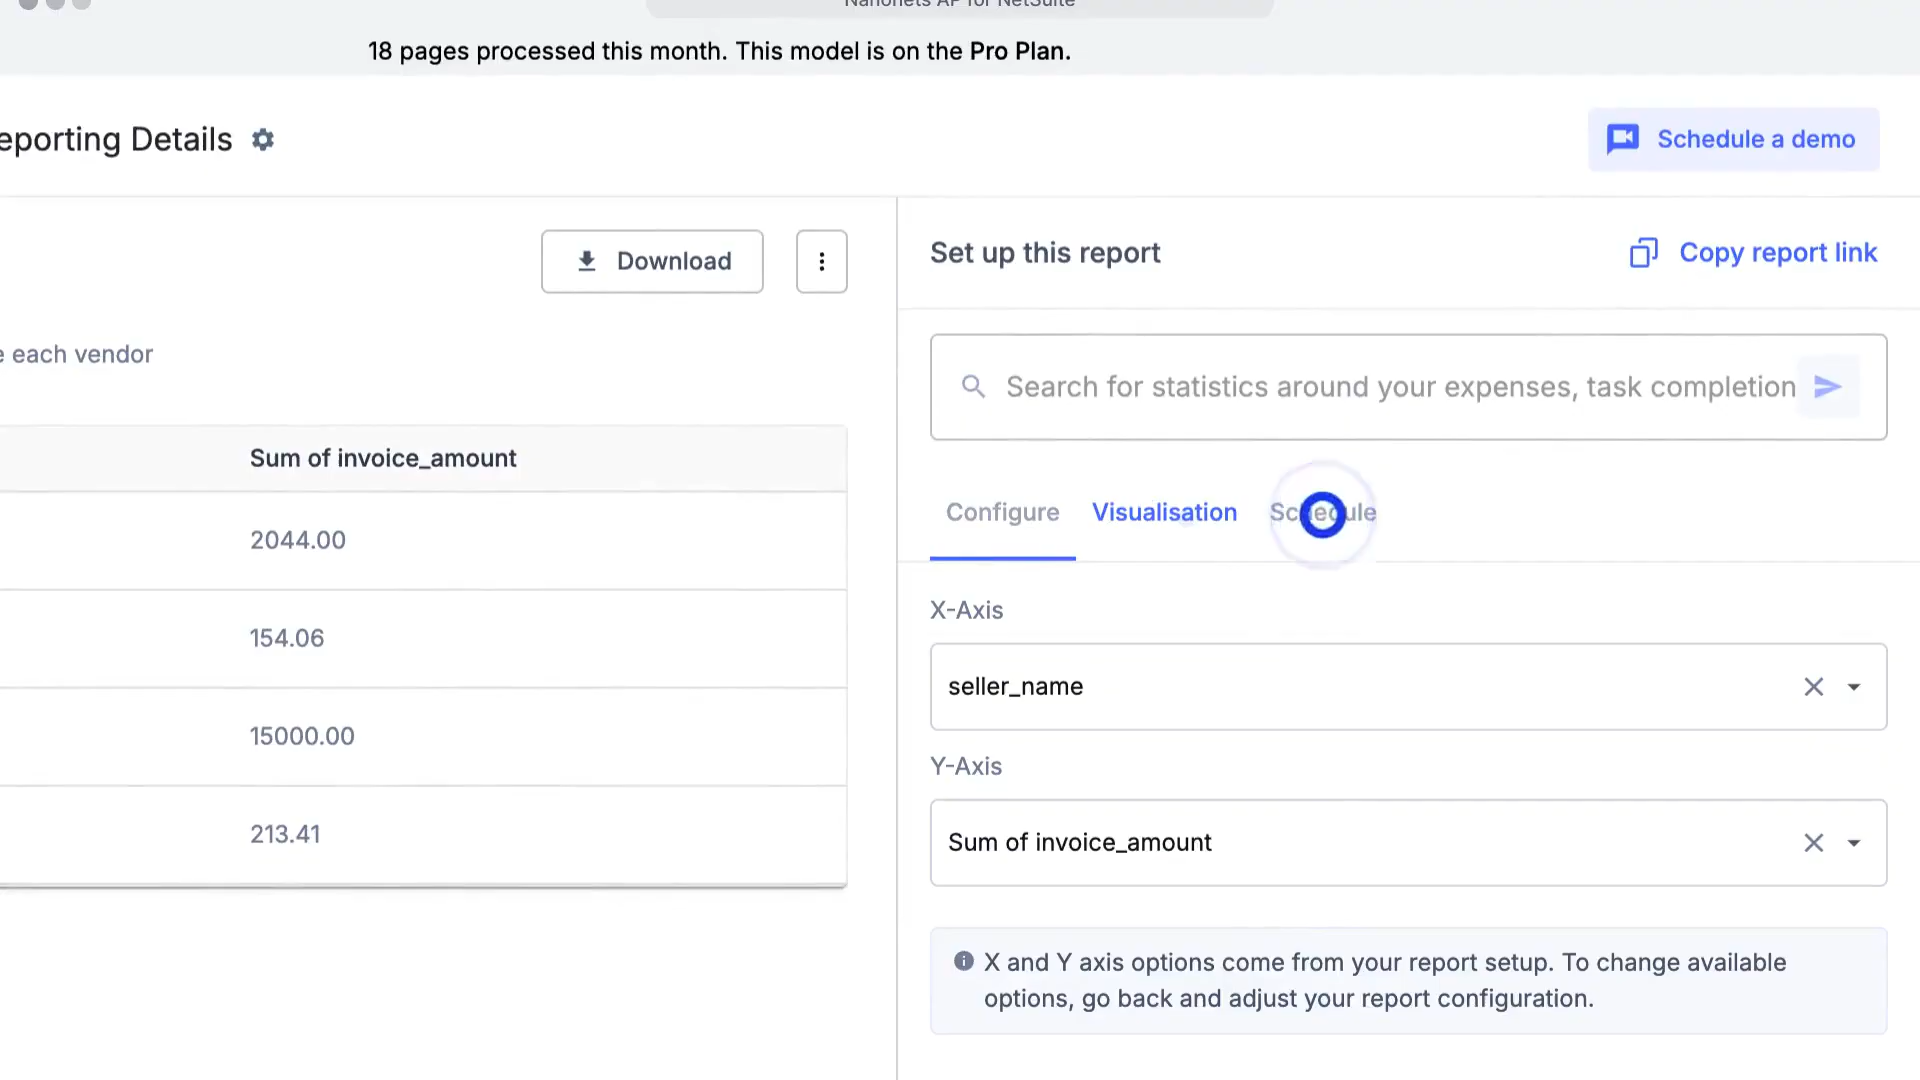 Nanonets AP for NetSuite
18 pages processed this month. This model is on the Pro Plan.
eporting Details
Schedule a demo
Download
e each vendor
Sum of invoice_amount
2044.00
154.06
15000.00
213.41
Set up this report
Copy report link
Search for statistics around your expenses, task completion
Configure
Visualisation
Schedule
X-Axis
seller_name
Y-Axis
Sum of invoice_amount
X and Y axis options come from your report setup. To change available
options, go back and adjust your report configuration.